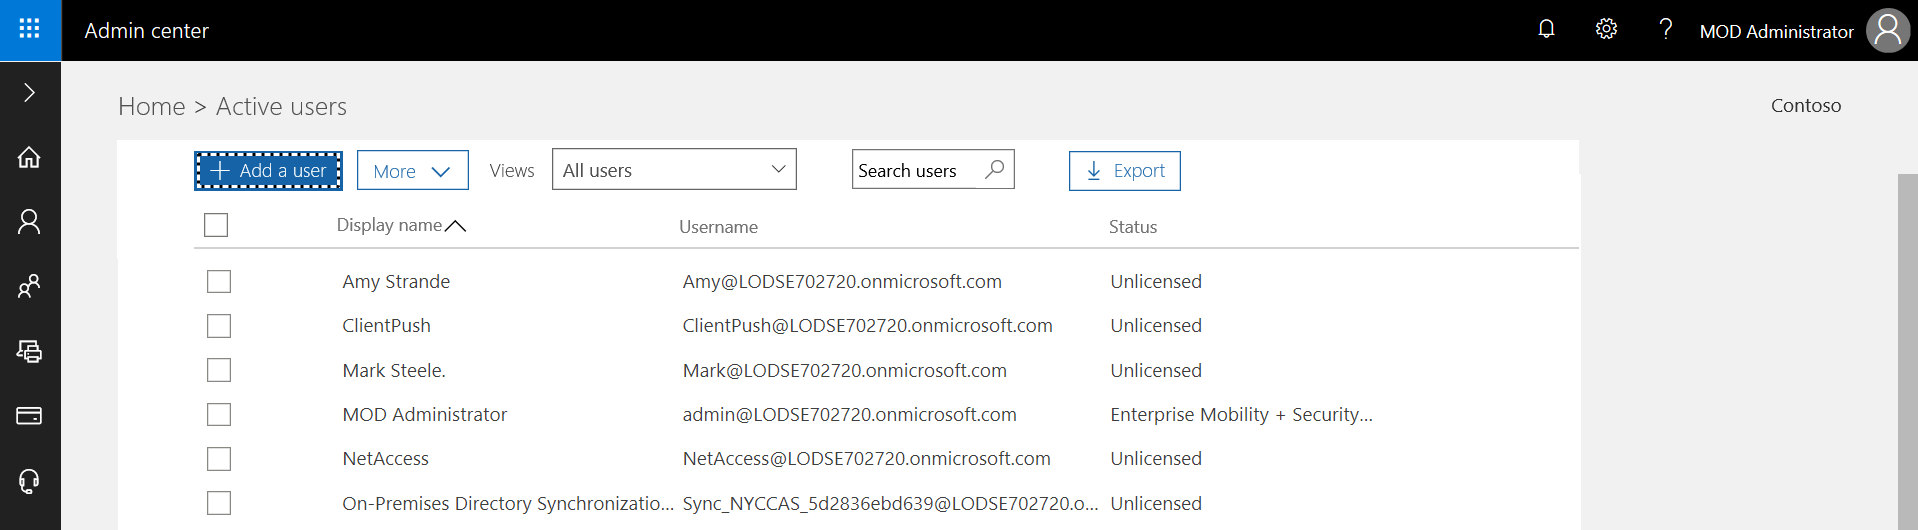 Admin center
? MOD Administrator
Home > Active users
Contoso
+ Add a user
More
Views
All users
Search users
Export
Display name
Username
Status
Amy Strande Amy@LODSE702720.onmicrosoft.com Unlicensed
ClientPush ClientPush@LODSE702720.onmicrosoft.com Unlicensed
Mark Steele. Mark@LODSE702720.onmicrosoft.com Unlicensed
MOD Administrator admin@LODSE702720.onmicrosoft.com Enterprise Mobility + Security...
NetAccess NetAccess@LODSE702720.onmicrosoft.com Unlicensed
On-Premises Directory Synchronizatio... Sync_NYCCAS_5d2836ebd639@LODSE702720.o... Unlicensed